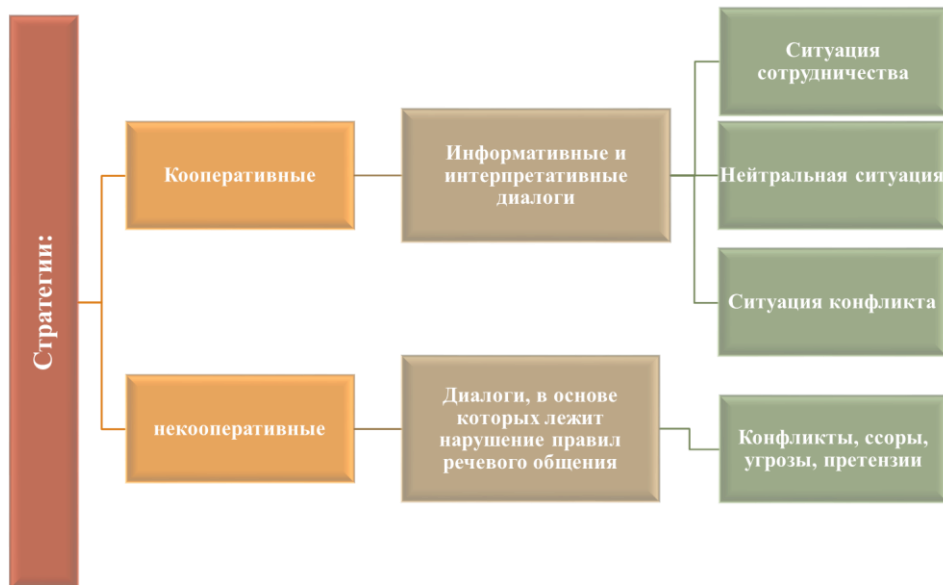 Стратегии:
Кооперативные
Информативные и
интерпретативные
диалоги
Ситуация
сотрудничества
Нейтральная ситуация
Ситуация конфликта
некооперативные
Диалоги, в основе
которых лежит
нарушение правил
речевого общения
Конфликты, ссоры,
угрозы, претензии